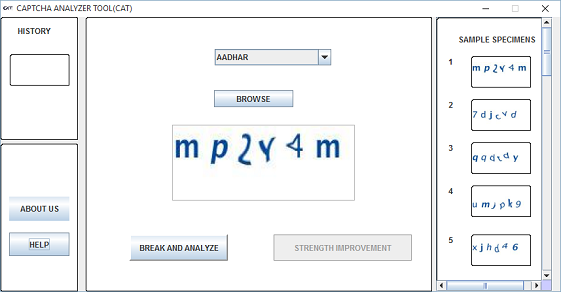 CAT CAPTCHA ANALYZER TOOL(CAT)
HISTORY
ABOUT US
HELP
AADHAR
BROWSE
m p 2 v 4 m
BREAK AND ANALYZE
STRENGTH IMPROVEMENT
SAMPLE SPECIMENS
1 m p 2 v 4 m
2 7 d j c v d
3 q q d t d y
4 u m j p k 9
5 x j h d 4 6